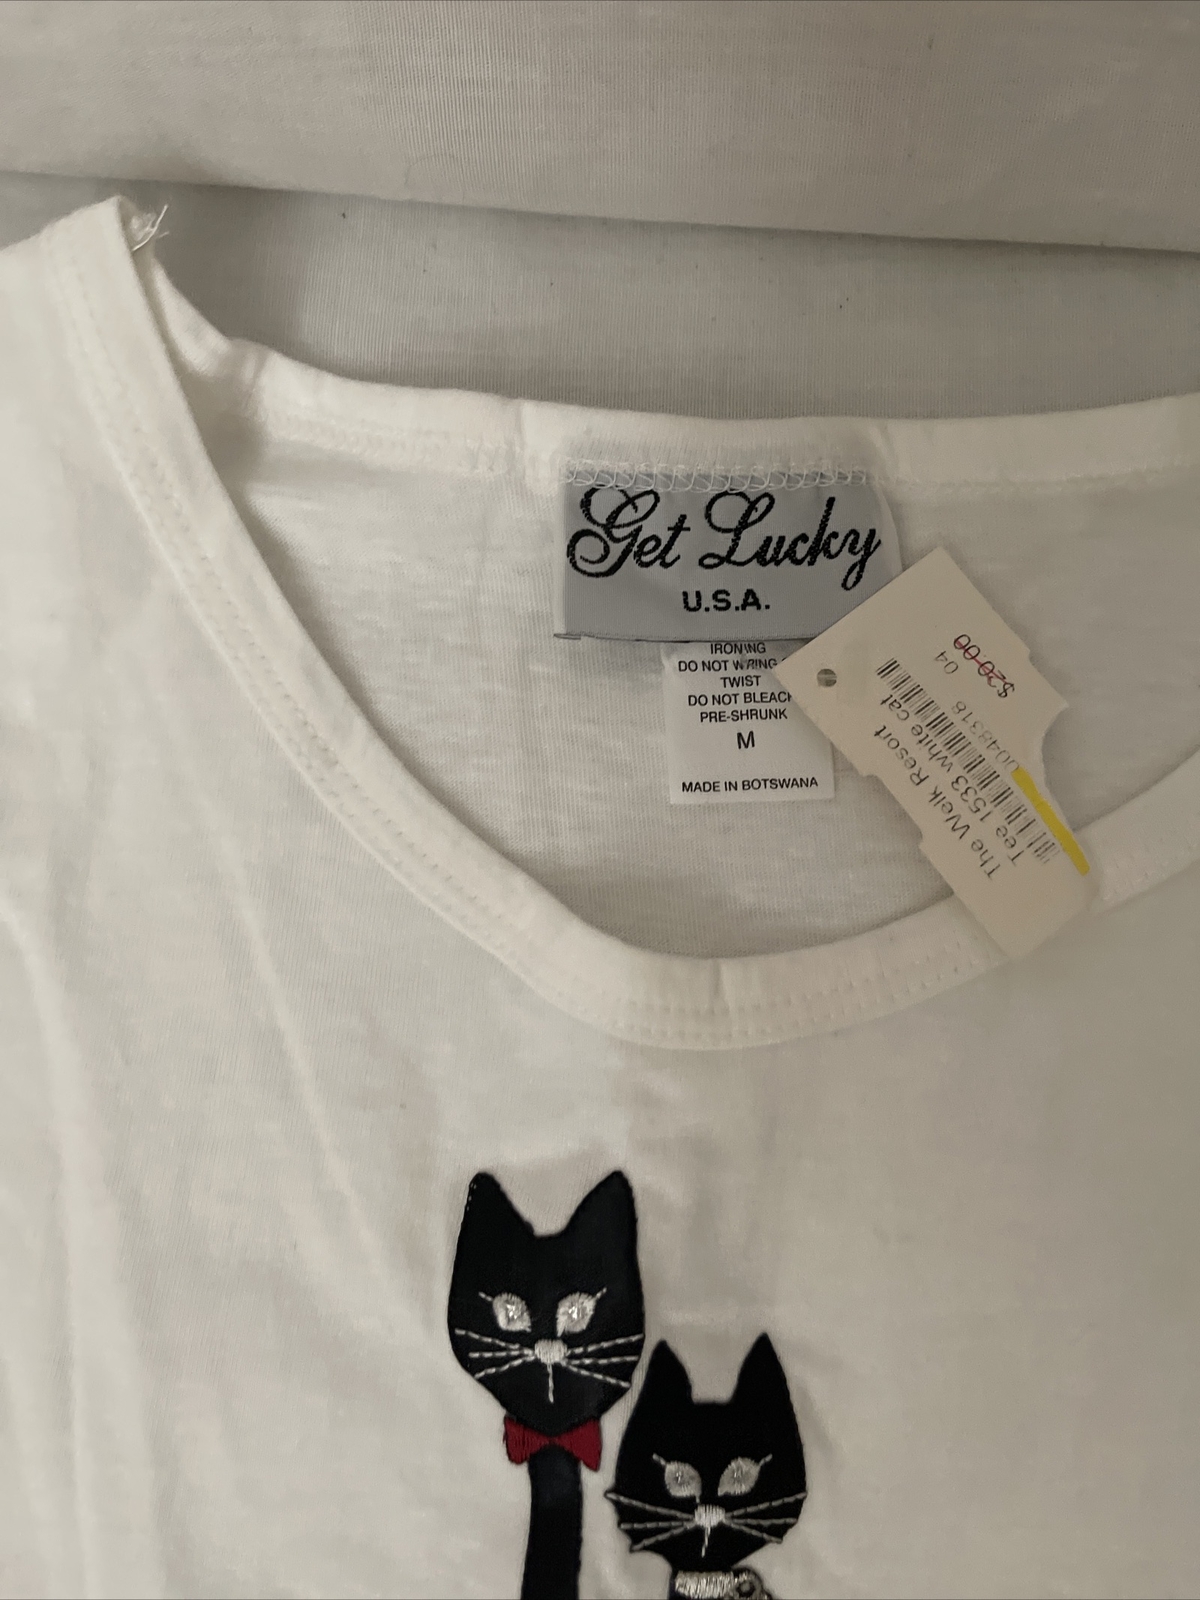 Get Lucky
U.S.A.
IRONING
DO NOT WRING
TWIST
DO NOT BLEACH
PRE-SHRUNK
M
MADE IN BOTSWANA
The Welk Resort
Tee 1533 white cat
0048318
04
$20.00